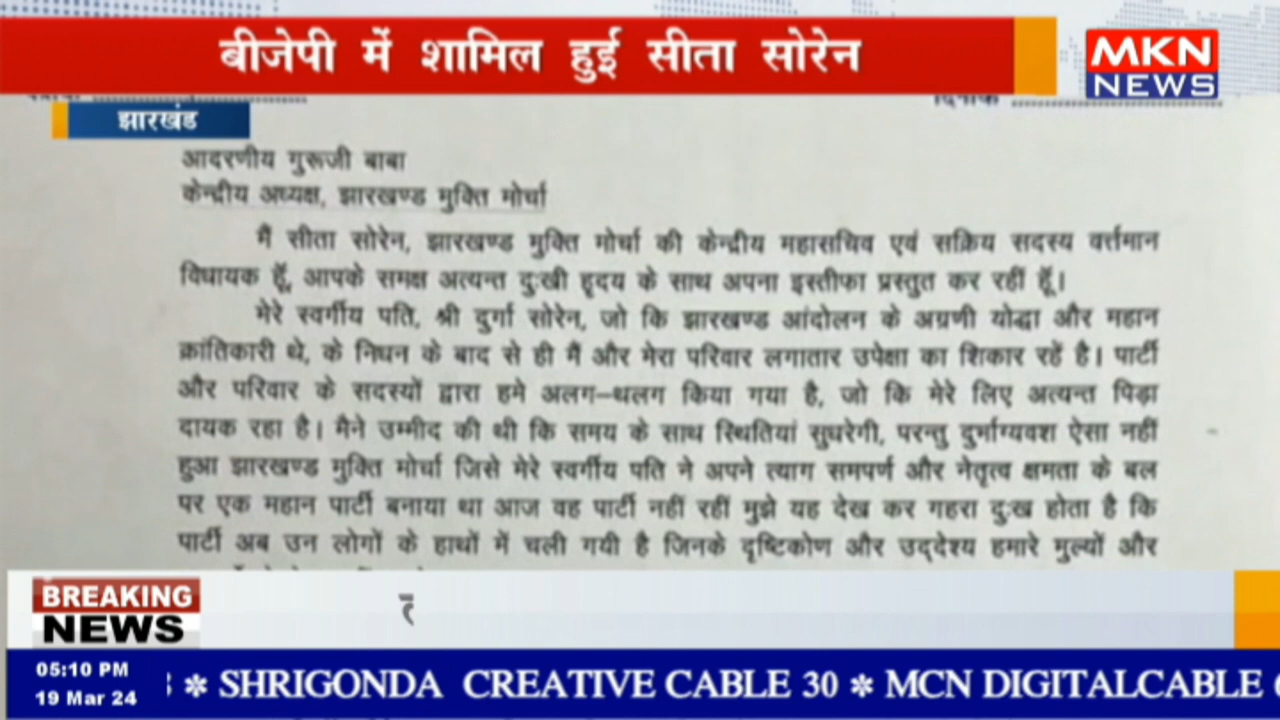 बीजेपी में शामिल हुई सीता सोरेन
MKN
NEWS
झारखंड
आदरणीय गुरूजी बाबा
केन्द्रीय अध्यक्ष, झारखण्ड मुक्ति मोर्चा
मैं सीता सोरेन, झारखण्ड मुक्ति मोर्चा की केन्द्रीय महासचिव एवं सक्रिय सदस्य वर्त्तमान
विधायक हूँ, आपके समक्ष अत्यन्त दुःखी हृदय के साथ अपना इस्तीफा प्रस्तुत कर रहीं हूँ।
मेरे स्वर्गीय पति, श्री दुर्गा सोरेन, जो कि झारखण्ड आंदोलन के अग्रणी योद्धा और महान
क्रांतिकारी थे, के निधन के बाद से ही मैं और मेरा परिवार लगातार उपेक्षा का शिकार रहें है। पार्टी
और परिवार के सदस्यों द्वारा हमे अलग–थलग किया गया है, जो कि मेरे लिए अत्यन्त पिड़ा
दायक रहा है। मैने उम्मीद की थी कि समय के साथ स्थितियां सुधरेगी, परन्तु दुर्भाग्यवश ऐसा नहीं
हुआ झारखण्ड मुक्ति मोर्चा जिसे मेरे स्वर्गीय पति ने अपने त्याग समपर्ण और नेतृत्व क्षमता के बल
पर एक महान पार्टी बनाया था आज वह पार्टी नहीं रहीं मुझे यह देख कर गहरा दुःख होता है कि
पार्टी अब उन लोगों के हाथों में चली गयी है जिनके दृष्टिकोण और उद्देश्य हमारे मुल्यों और
BREAKING
NEWS
05:10 PM
19 Mar 24
✻ SHRIGONDA CREATIVE CABLE 30 ✻ MCN DIGITALCABLE